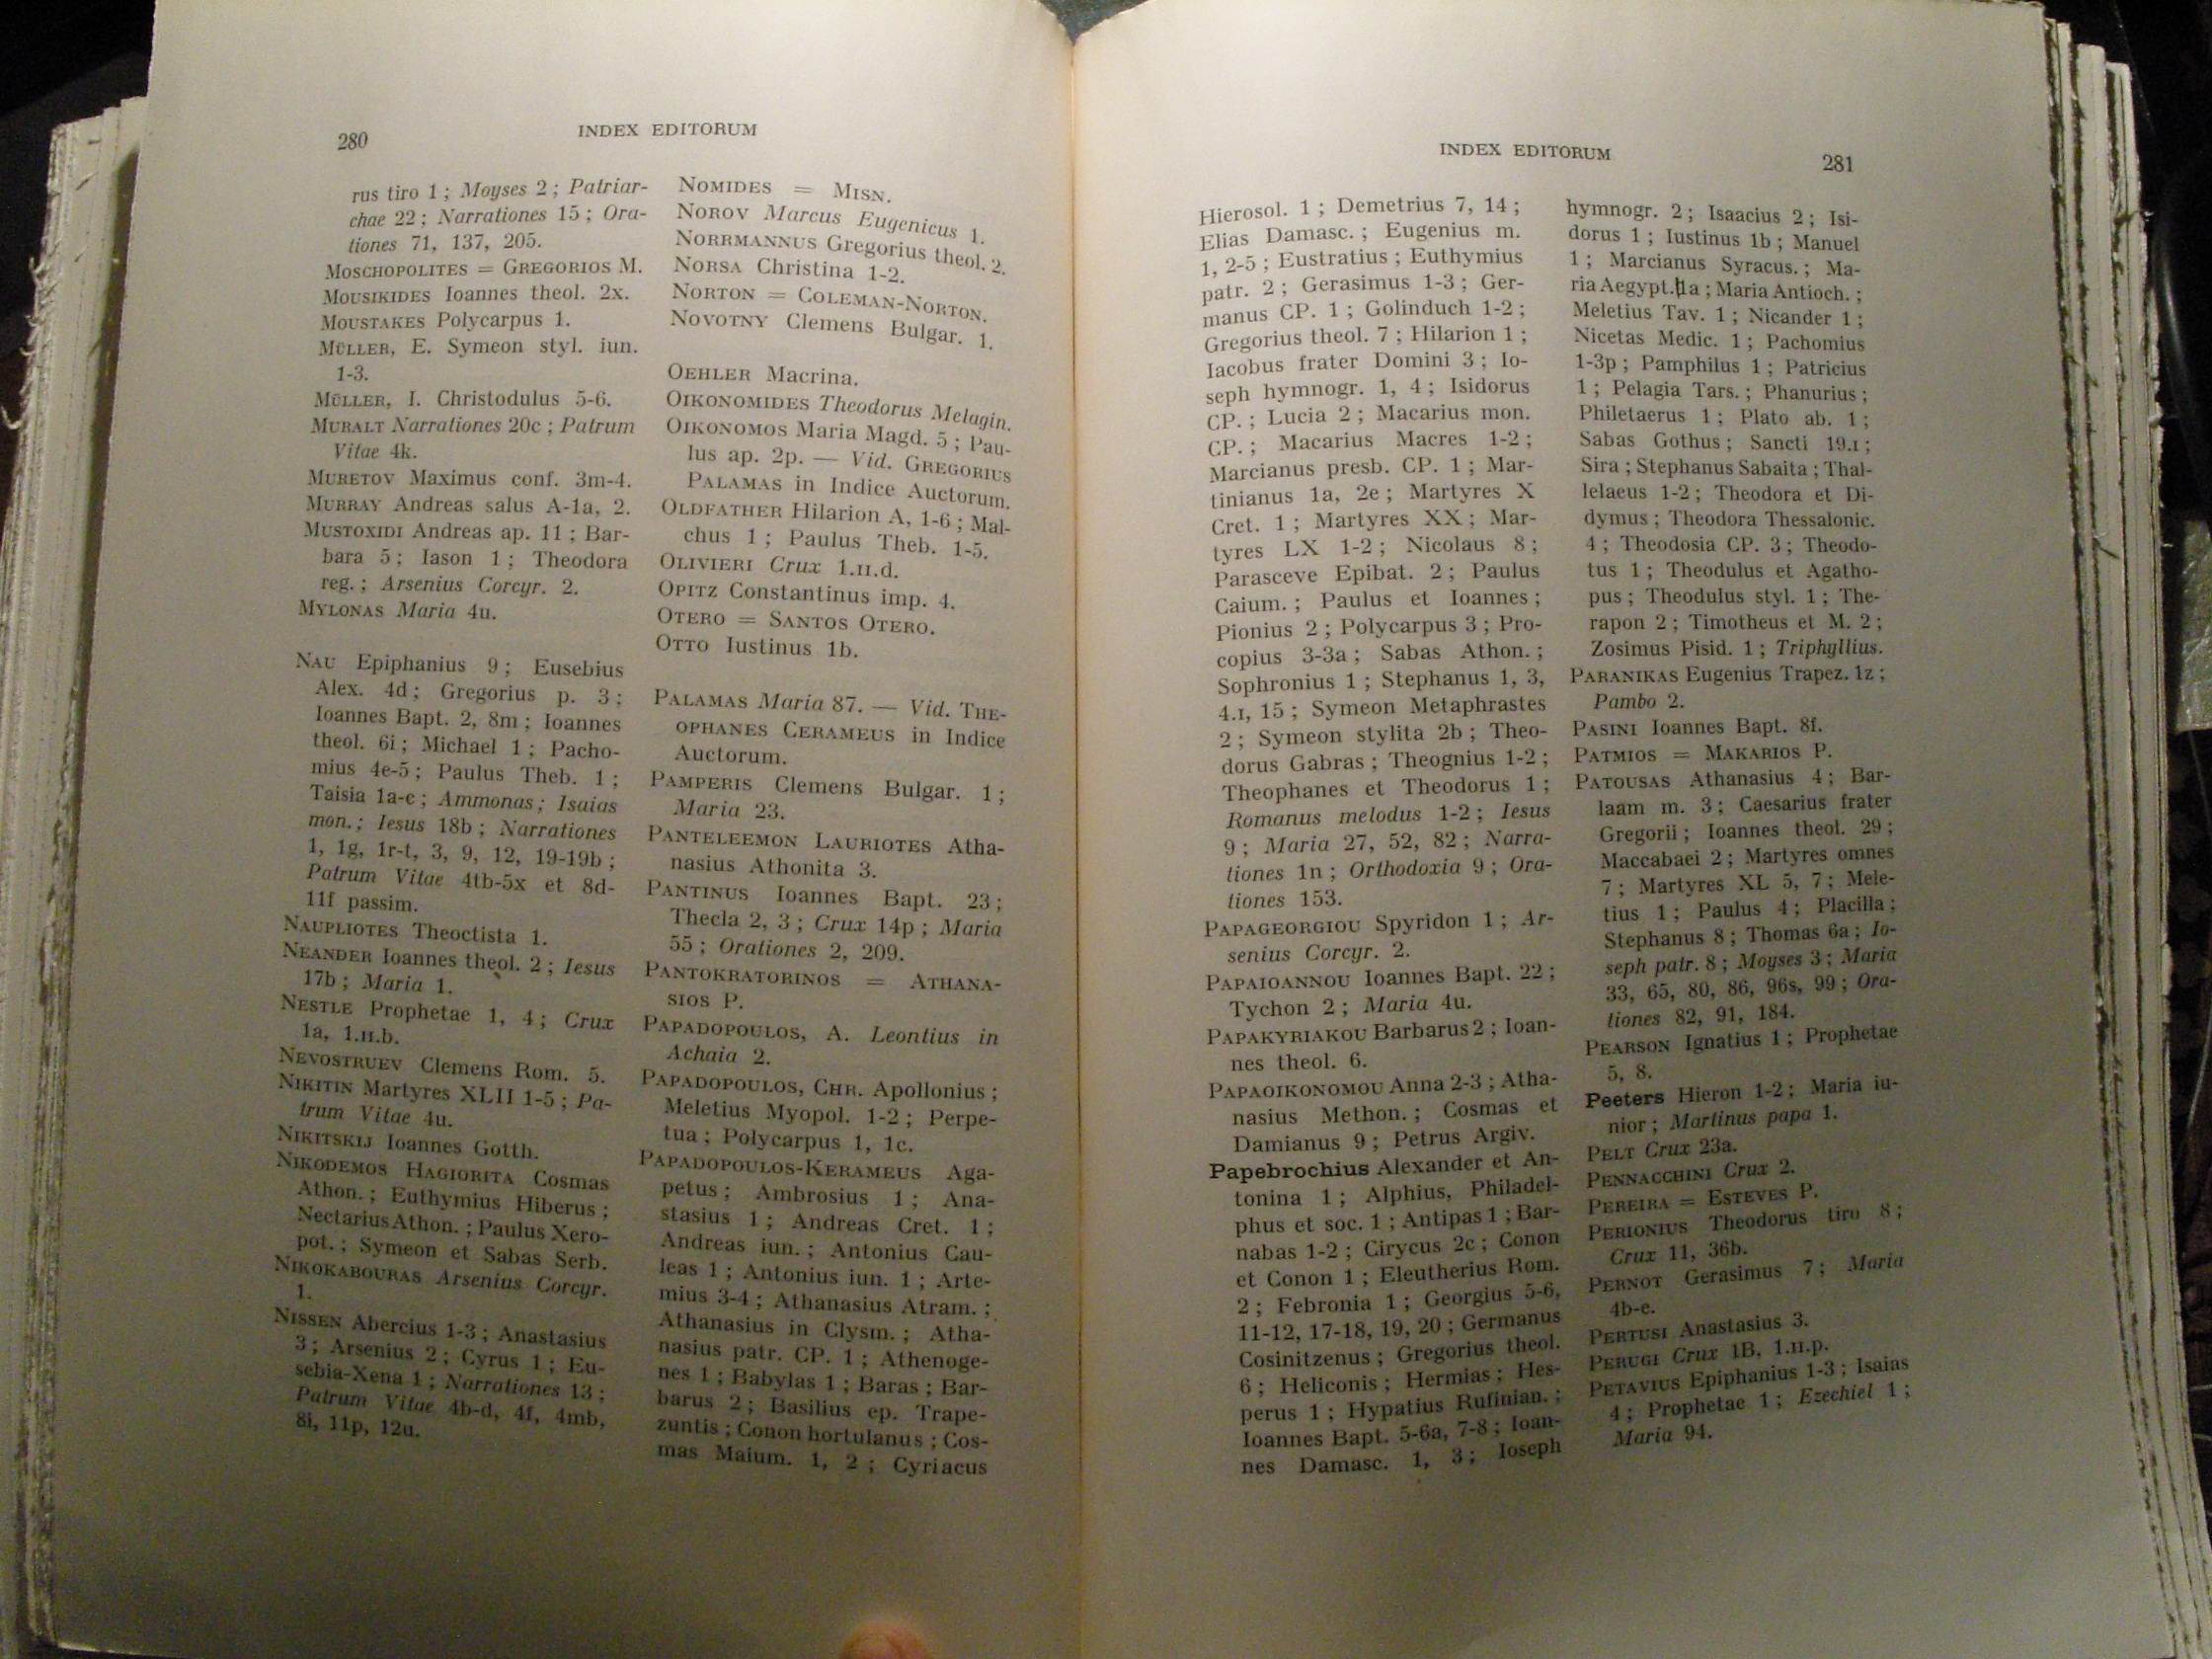 280
INDEX EDITORUM
rus tiro 1 ; Moyses 2 ; Patriar-
chae 22 ; Narrationes 15 ; Ora-
tiones 71, 137, 205.
MOSCHOPOLITES = GREGORIOS M.
MOUSIKIDES Ioannes theol. 2x.
MOUSTAKES Polycarpus 1.
MÜLLER, E. Symeon styl. iun.
1-3.
MÜLLER, I. Christodulus 5-6.
MURALT Narrationes 20c ; Patrum
Vitae 4k.
MURETOV Maximus conf. 3m-4.
MURRAY Andreas salus A-1a, 2.
MUSTOXIDI Andreas ap. 11 ; Bar-
bara 5 ; Iason 1 ; Theodora
reg. ; Arsenius Corcyr. 2.
MYLONAS Maria 4u.
NAU Epiphanius 9 ; Eusebius
Alex. 4d ; Gregorius p. 3 ;
Ioannes Bapt. 2, 8m ; Ioannes
theol. 6i ; Michael 1 ; Pacho-
mius 4e-5 ; Paulus Theb. 1 ;
Taisia 1a-c ; Ammonas ; Isaias
mon. ; Iesus 18b ; Narrationes
1, 1g, 1r-t, 3, 9, 12, 19-19b ;
Patrum Vitae 4tb-5x et 8d-
11f passim.
NAUPLIOTES Theoctista 1.
NEANDER Ioannes theol. 2 ; Iesus
17b ; Maria 1.
NESTLE Prophetae 1, 4 ; Crux
1a, 1.II.b.
NEVOSTRUEV Clemens Rom. 5.
NIKITIN Martyres XLII 1-5 ; Pa-
trum Vitae 4u.
NIKITSKIJ Ioannes Gotth.
NIKODEMOS HAGIORITA Cosmas
Athon. ; Euthymius Hiberus ;
Nectarius Athon. ; Paulus Xero-
pot. ; Symeon et Sabas Serb.
NIKOKABOURAS Arsenius Corcyr.
1.
NISSEN Abercius 1-3 ; Anastasius
3 ; Arsenius 2 ; Cyrus 1 ; Eu-
sebia-Xena 1 ; Narrationes 13 ;
Patrum Vitae 4b-d, 4f, 4mb,
8i, 11p, 12u.
NOMIDES = MISN.
NOROV Marcus Eugenicus 1.
NORRMANNUS Gregorius theol. 2.
NORSA Christina 1-2.
NORTON = COLEMAN-NORTON.
NOVOTNY Clemens Bulgar. 1.
OEHLER Macrina.
OIKONOMIDES Theodorus Melagin.
OIKONOMOS Maria Magd. 5 ; Pau-
lus ap. 2p. — Vid. GREGORIUS
PALAMAS in Indice Auctorum.
OLDFATHER Hilarion A, 1-6 ; Mal-
chus 1 ; Paulus Theb. 1-5.
OLIVIERI Crux 1.II.d.
OPITZ Constantinus imp. 4.
OTERO = SANTOS OTERO.
OTTO Iustinus 1b.
PALAMAS Maria 87. — Vid. THE-
OPHANES CERAMEUS in Indice
Auctorum.
PAMPERIS Clemens Bulgar. 1 ;
Maria 23.
PANTELEEMON LAURIOTES Atha-
nasius Athonita 3.
PANTINUS Ioannes Bapt. 23 ;
Thecla 2, 3 ; Crux 14p ; Maria
55 ; Orationes 2, 209.
PANTOKRATORINOS = ATHANA-
SIOS P.
PAPADOPOULOS, A. Leontius in
Achaia 2.
PAPADOPOULOS, CHR. Apollonius ;
Meletius Myopol. 1-2 ; Perpe-
tua ; Polycarpus 1, 1c.
PAPADOPOULOS-KERAMEUS Aga-
petus ; Ambrosius 1 ; Ana-
stasius 1 ; Andreas Cret. 1 ;
Andreas iun. ; Antonius Cau-
leas 1 ; Antonius iun. 1 ; Arte-
mius 3-4 ; Athanasius Atram. ;
Athanasius in Clysm. ; Atha-
nasius patr. CP. 1 ; Athenoge-
nes 1 ; Babylas 1 ; Baras ; Bar-
barus 2 ; Basilius ep. Trape-
zuntis ; Conon hortulanus ; Cos-
mas Maium. 1, 2 ; Cyriacus
INDEX EDITORUM
281
Hierosol. 1 ; Demetrius 7, 14 ;
Elias Damasc. ; Eugenius m.
1, 2-5 ; Eustratius ; Euthymius
patr. 2 ; Gerasimus 1-3 ; Ger-
manus CP. 1 ; Golinduch 1-2 ;
Gregorius theol. 7 ; Hilarion 1 ;
Iacobus frater Domini 3 ; Io-
seph hymnogr. 1, 4 ; Isidorus
CP. ; Lucia 2 ; Macarius mon.
CP. ; Macarius Macres 1-2 ;
Marcianus presb. CP. 1 ; Mar-
tinianus 1a, 2e ; Martyres X
Cret. 1 ; Martyres XX ; Mar-
tyres LX 1-2 ; Nicolaus 8 ;
Parasceve Epibat. 2 ; Paulus
Caium. ; Paulus et Ioannes ;
Pionius 2 ; Polycarpus 3 ; Pro-
copius 3-3a ; Sabas Athon. ;
Sophronius 1 ; Stephanus 1, 3,
4.I, 15 ; Symeon Metaphrastes
2 ; Symeon stylita 2b ; Theo-
dorus Gabras ; Theognius 1-2 ;
Theophanes et Theodorus 1 ;
Romanus melodus 1-2 ; Iesus
9 ; Maria 27, 52, 82 ; Narra-
tiones 1n ; Orthodoxia 9 ; Ora-
tiones 153.
PAPAGEORGIOU Spyridon 1 ; Ar-
senius Corcyr. 2.
PAPAIOANNOU Ioannes Bapt. 22 ;
Tychon 2 ; Maria 4u.
PAPAKYRIAKOU Barbarus 2 ; Ioan-
nes theol. 6.
PAPAOIKONOMOU Anna 2-3 ; Atha-
nasius Methon. ; Cosmas et
Damianus 9 ; Petrus Argiv.
Papebrochius Alexander et An-
tonina 1 ; Alphius, Philadel-
phus et soc. 1 ; Antipas 1 ; Bar-
nabas 1-2 ; Cirycus 2c ; Conon
et Conon 1 ; Eleutherius Rom.
2 ; Febronia 1 ; Georgius 5-6,
11-12, 17-18, 19, 20 ; Germanus
Cosinitzenus ; Gregorius theol.
6 ; Heliconis ; Hermias ; Hes-
perus 1 ; Hypatius Rufinian. ;
Ioannes Bapt. 5-6a, 7-8 ; Ioan-
nes Damasc. 1, 3 ; Ioseph
hymnogr. 2 ; Isaacius 2 ; Isi-
dorus 1 ; Iustinus 1b ; Manuel
1 ; Marcianus Syracus. ; Ma-
ria Aegypt. 1a ; Maria Antioch. ;
Meletius Tav. 1 ; Nicander 1 ;
Nicetas Medic. 1 ; Pachomius
1-3p ; Pamphilus 1 ; Patricius
1 ; Pelagia Tars. ; Phanurius ;
Philetaerus 1 ; Plato ab. 1 ;
Sabas Gothus ; Sancti 19.I ;
Sira ; Stephanus Sabaita ; Thal-
lelaeus 1-2 ; Theodora et Di-
dymus ; Theodora Thessalonic.
4 ; Theodosia CP. 3 ; Theodo-
tus 1 ; Theodulus et Agatho-
pus ; Theodulus styl. 1 ; The-
rapon 2 ; Timotheus et M. 2 ;
Zosimus Pisid. 1 ; Triphyllius.
PARANIKAS Eugenius Trapez. 1z ;
Pambo 2.
PASINI Ioannes Bapt. 8f.
PATMIOS = MAKARIOS P.
PATOUSAS Athanasius 4 ; Bar-
laam m. 3 ; Caesarius frater
Gregorii ; Ioannes theol. 29 ;
Maccabaei 2 ; Martyres omnes
7 ; Martyres XL 5, 7 ; Mele-
tius 1 ; Paulus 4 ; Placilla ;
Stephanus 8 ; Thomas 6a ; Io-
seph patr. 8 ; Moyses 3 ; Maria
33, 65, 80, 86, 96s, 99 ; Ora-
tiones 82, 91, 184.
PEARSON Ignatius 1 ; Prophetae
5, 8.
Peeters Hieron 1-2 ; Maria iu-
nior ; Martinus papa 1.
PELT Crux 23a.
PENNACCHINI Crux 2.
PEREIRA = ESTEVES P.
PERIONIUS Theodorus tiro 8 ;
Crux 11, 36b.
PERNOT Gerasimus 7 ; Maria
4b-e.
PERTUSI Anastasius 3.
PERUGI Crux 1B, 1.II.p.
PETAVIUS Epiphanius 1-3 ; Isaias
4 ; Prophetae 1 ; Ezechiel 1 ;
Maria 94.